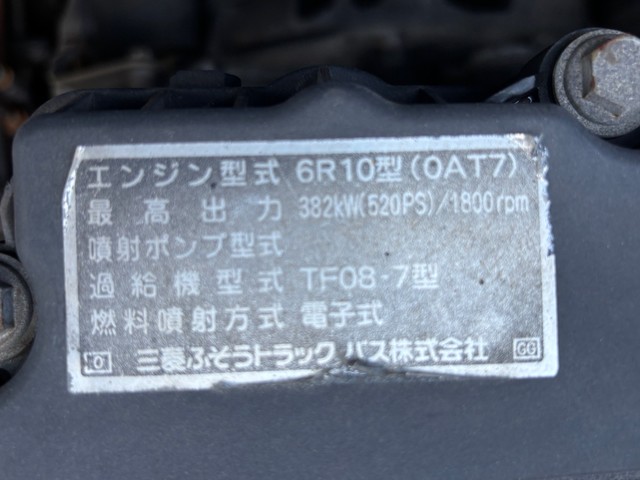 エンジン型式 6R10型(0AT7)
最高出力 382kW(520PS)/1800rpm
噴射ポンプ型式
過給機型式 TF08-7型
燃料噴射方式 電子式
0 三菱ふそうトラック バス株式会社 GG